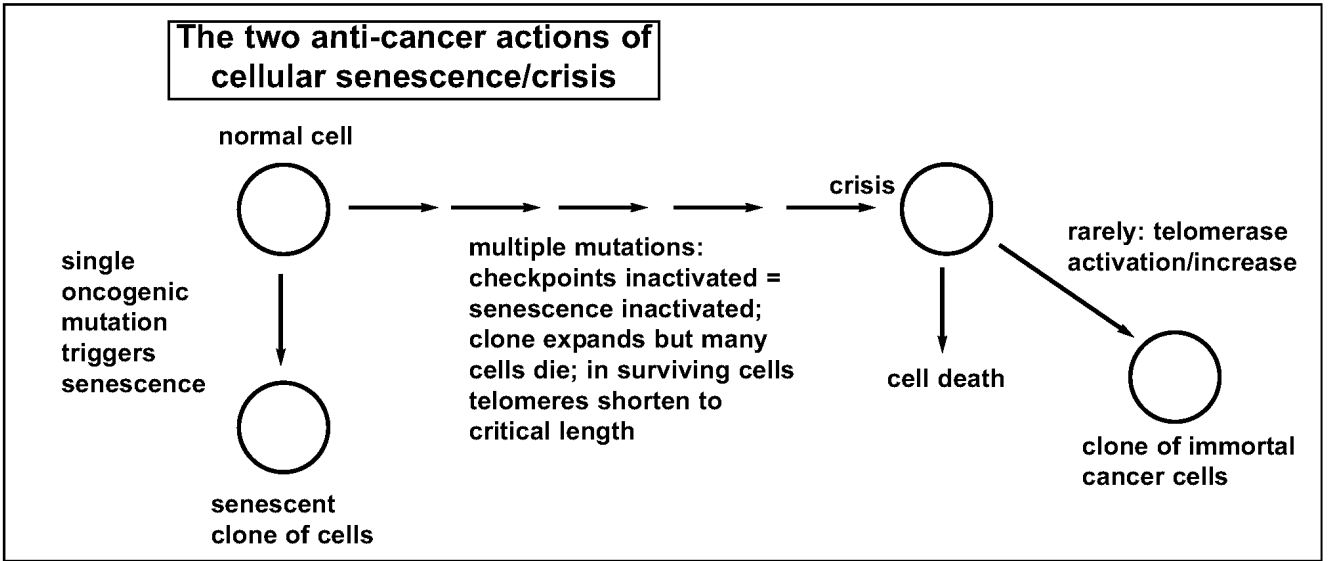 The two anti-cancer actions of
cellular senescence/crisis
normal cell
single
oncogenic
mutation
triggers
senescence
senescent
clone of cells
multiple mutations:
checkpoints inactivated =
senescence inactivated;
clone expands but many
cells die; in surviving cells
telomeres shorten to
critical length
crisis
cell death
rarely: telomerase
activation/increase
clone of immortal
cancer cells